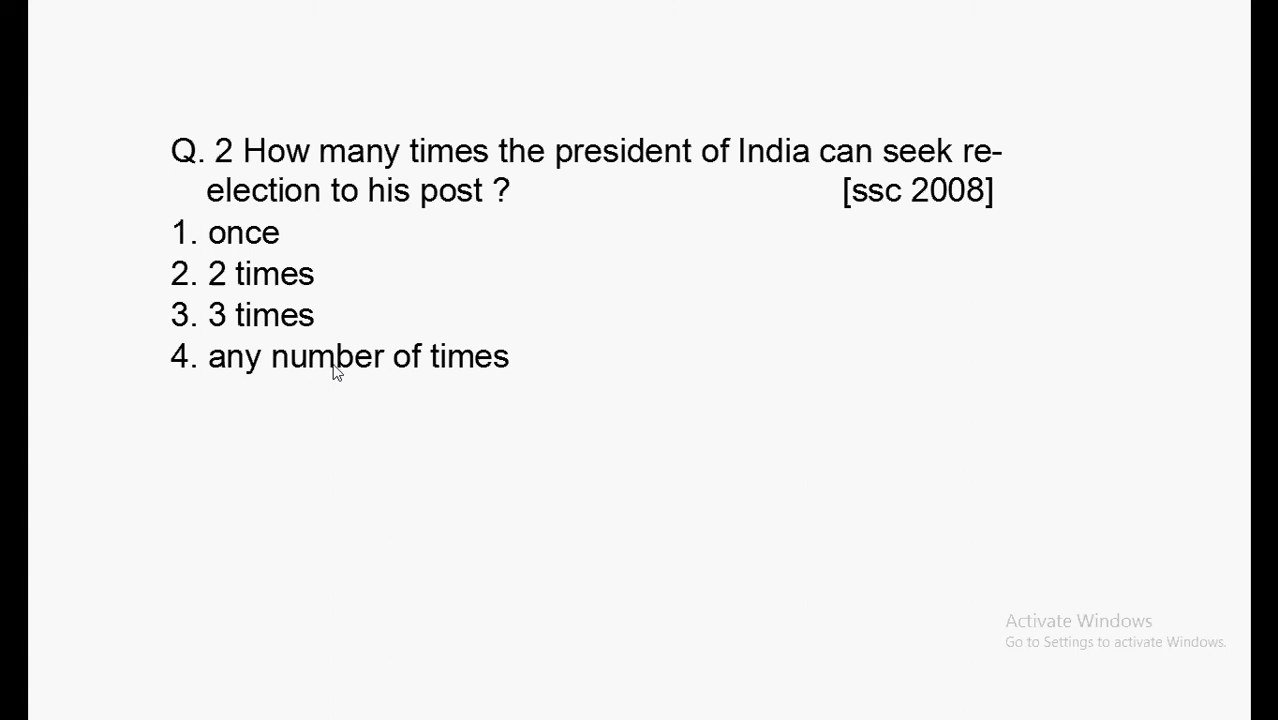 Q. 2 How many times the president of India can seek re-
election to his post ? [ssc 2008]
1. once
2. 2 times
3. 3 times
4. any number of times
Activate Windows
Go to Settings to activate Windows.